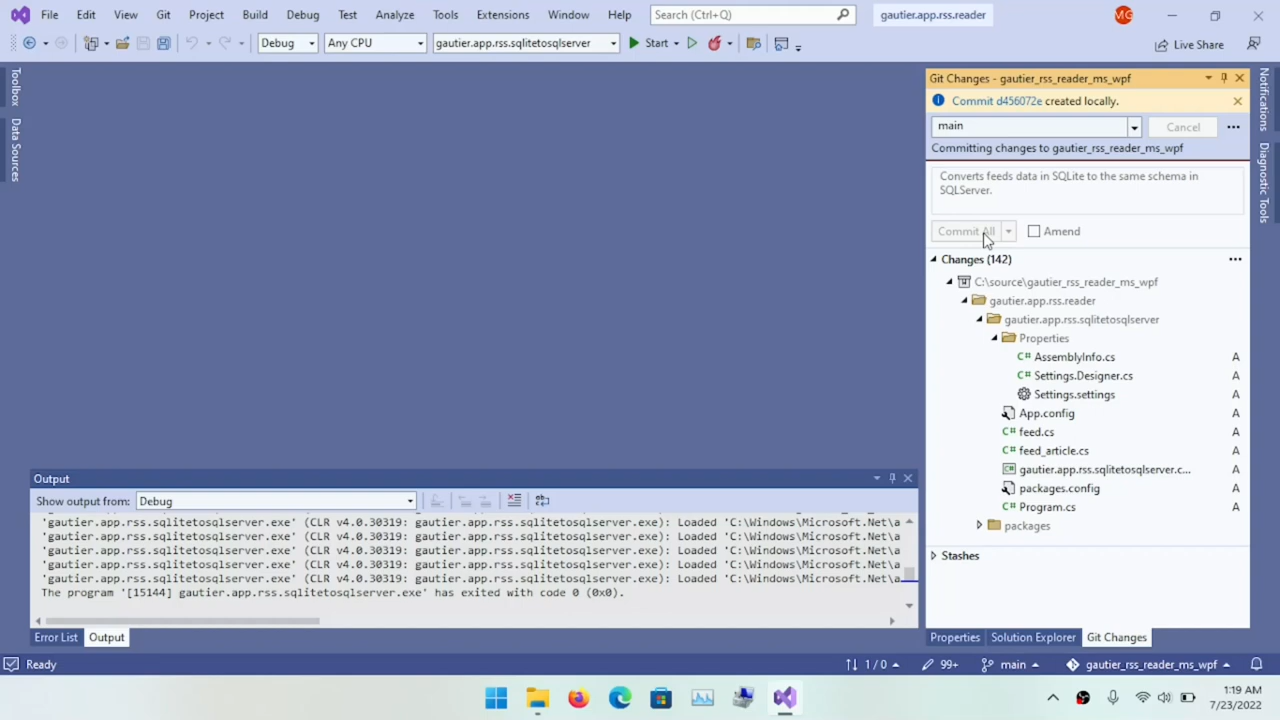 File Edit View Git Project Build Debug Test Analyze Tools Extensions Window Help Search (Ctrl+Q) gautier.app.rss.reader MG
Debug Any CPU gautier.app.rss.sqlitetosqlserver Start Live Share
Toolbox
Data Sources
Git Changes - gautier_rss_reader_ms_wpf
Commit d456072e created locally.
main Cancel
Committing changes to gautier_rss_reader_ms_wpf
Converts feeds data in SQLite to the same schema in
SQLServer.
Commit All Amend
Changes (142)
C:\source\gautier_rss_reader_ms_wpf
gautier.app.rss.reader
gautier.app.rss.sqlitetosqlserver
Properties
C# AssemblyInfo.cs A
C# Settings.Designer.cs A
Settings.settings A
App.config A
C# feed.cs A
C# feed_article.cs A
gautier.app.rss.sqlitetosqlserver.c... A
packages.config A
C# Program.cs A
packages
Stashes
Notifications
Diagnostic Tools
Output
Show output from: Debug
'gautier.app.rss.sqlitetosqlserver.exe' (CLR v4.0.30319: gautier.app.rss.sqlitetosqlserver.exe): Loaded 'C:\Windows\Microsoft.Net\a
'gautier.app.rss.sqlitetosqlserver.exe' (CLR v4.0.30319: gautier.app.rss.sqlitetosqlserver.exe): Loaded 'C:\Windows\Microsoft.Net\a
'gautier.app.rss.sqlitetosqlserver.exe' (CLR v4.0.30319: gautier.app.rss.sqlitetosqlserver.exe): Loaded 'C:\Windows\Microsoft.Net\a
'gautier.app.rss.sqlitetosqlserver.exe' (CLR v4.0.30319: gautier.app.rss.sqlitetosqlserver.exe): Loaded 'C:\Windows\Microsoft.Net\a
'gautier.app.rss.sqlitetosqlserver.exe' (CLR v4.0.30319: gautier.app.rss.sqlitetosqlserver.exe): Loaded 'C:\Windows\Microsoft.Net\a
The program '[15144] gautier.app.rss.sqlitetosqlserver.exe' has exited with code 0 (0x0).
Error List Output
Properties Solution Explorer Git Changes
Ready 1 / 0 99+ main gautier_rss_reader_ms_wpf
1:19 AM
7/23/2022